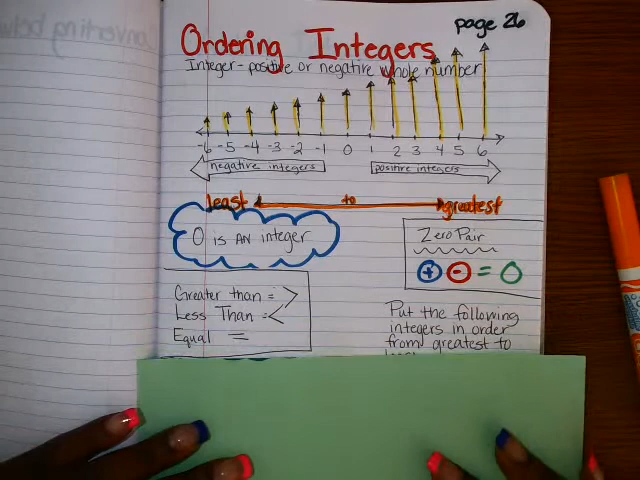 page 26
Ordering Integers
Integer - positive or negative whole number
-6 -5 -4 -3 -2 -1 0 1 2 3 4 5 6
negative integers positive integers
least to greatest
0 is AN integer
Zero Pair
+ - = 0
Greater than = >
Less Than = <
Equal =
Put the following
integers in order
from greatest to